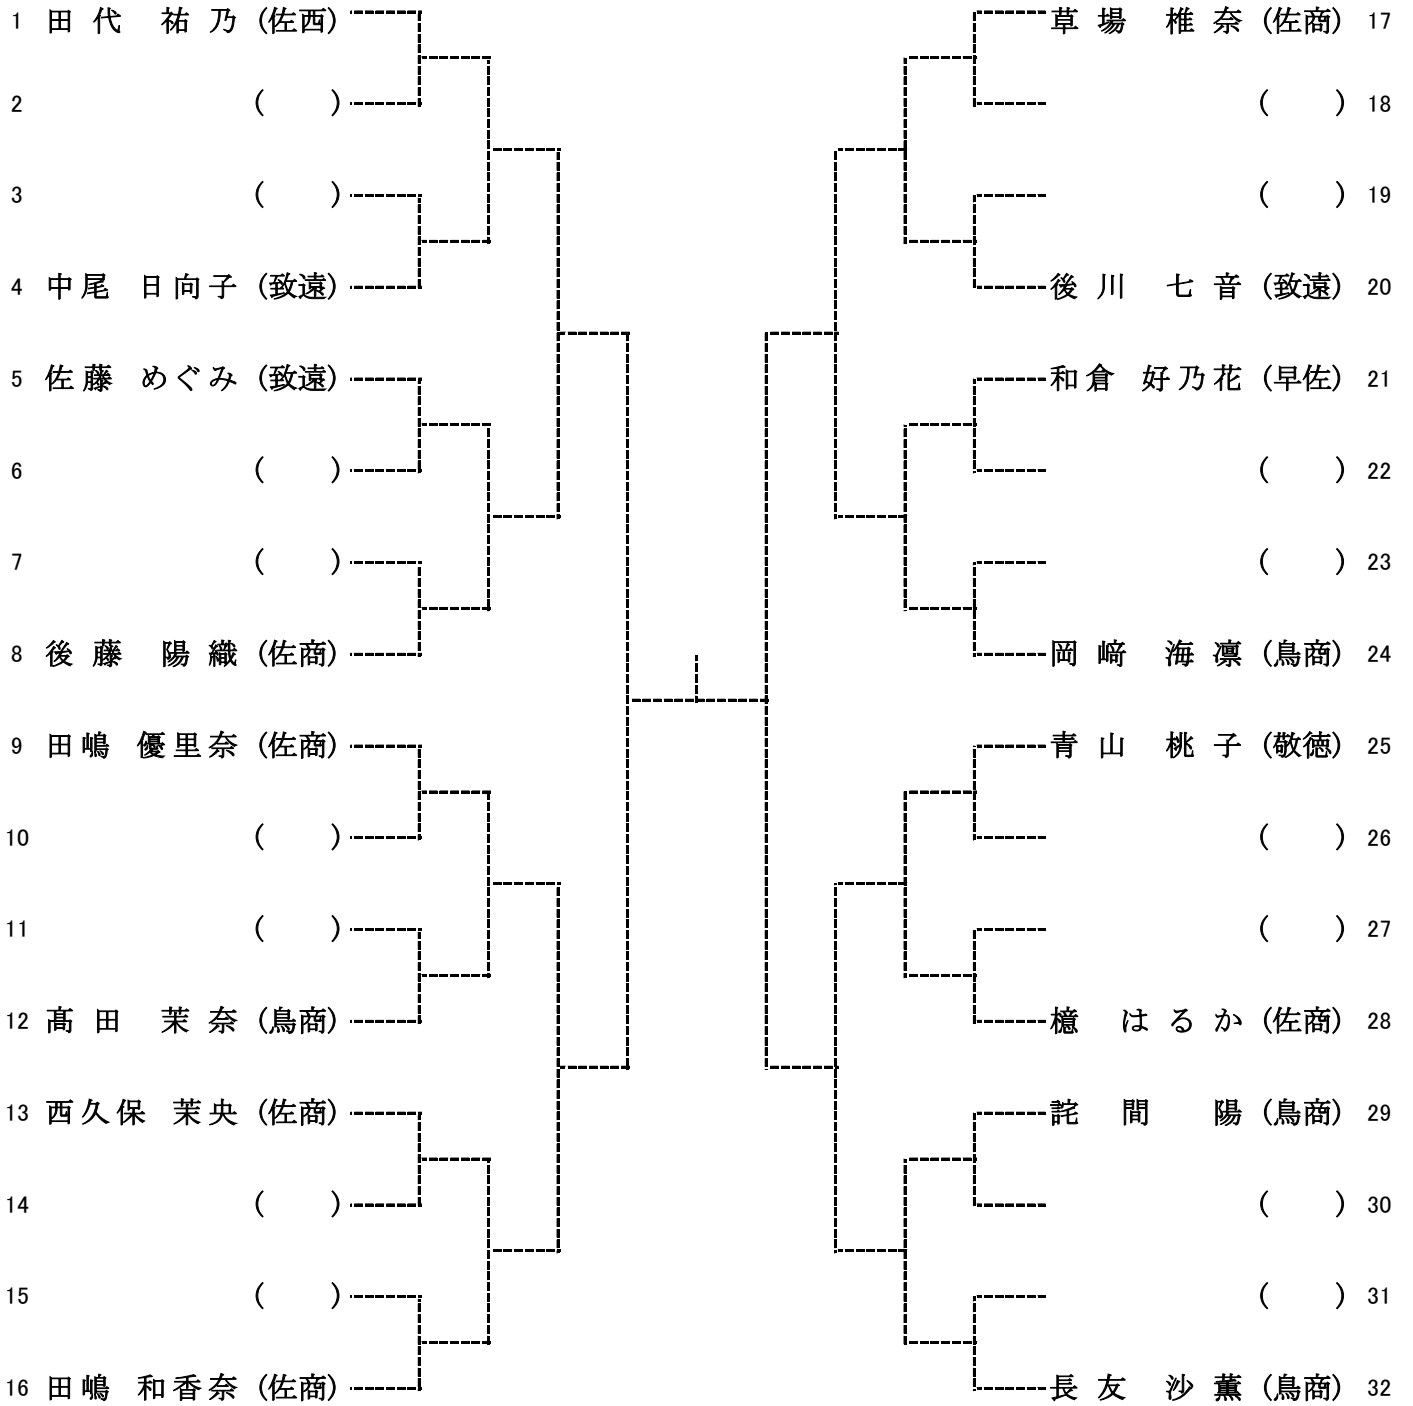 1 田代 祐乃 (佐西)
2 ( )
3 ( )
4 中尾 日向子 (致遠)
5 佐藤 めぐみ (致遠)
6 ( )
7 ( )
8 後藤 陽織 (佐商)
9 田嶋 優里奈 (佐商)
10 ( )
11 ( )
12 髙田 茉奈 (鳥商)
13 西久保 茉央 (佐商)
14 ( )
15 ( )
16 田嶋 和香奈 (佐商)
草場 椎奈 (佐商) 17
( ) 18
( ) 19
後川 七音 (致遠) 20
和倉 好乃花 (早佐) 21
( ) 22
( ) 23
岡﨑 海凛 (鳥商) 24
青山 桃子 (敬徳) 25
( ) 26
( ) 27
檍 はるか (佐商) 28
詫間 陽 (鳥商) 29
( ) 30
( ) 31
長友 沙薫 (鳥商) 32